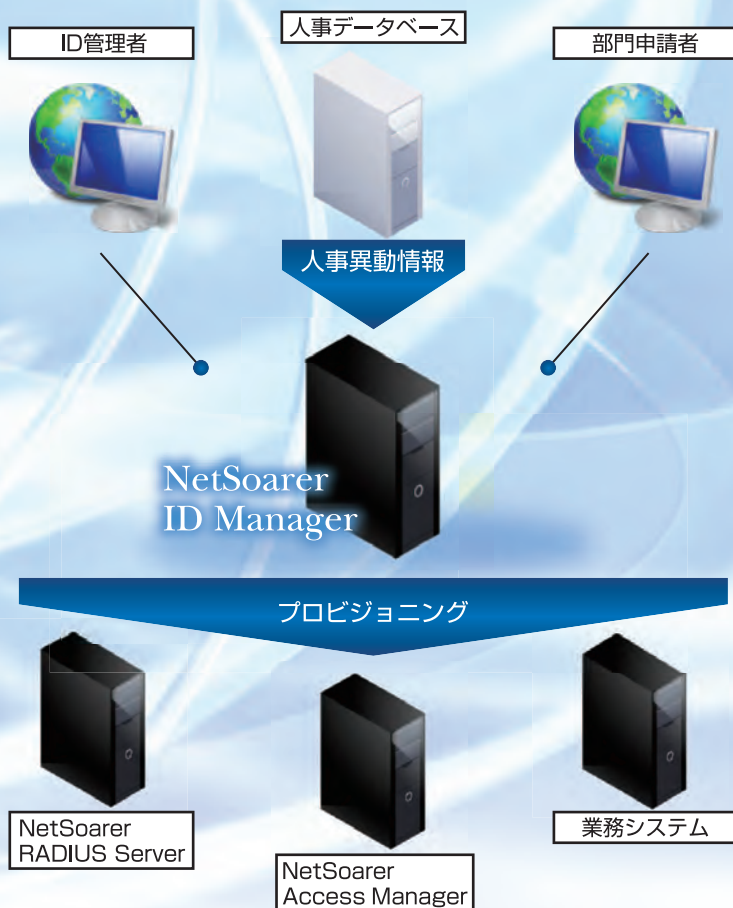 ID管理者
人事データベース
部門申請者
人事異動情報
NetSoarer
ID Manager
プロビジョニング
NetSoarer
RADIUS Server
NetSoarer
Access Manager
業務システム